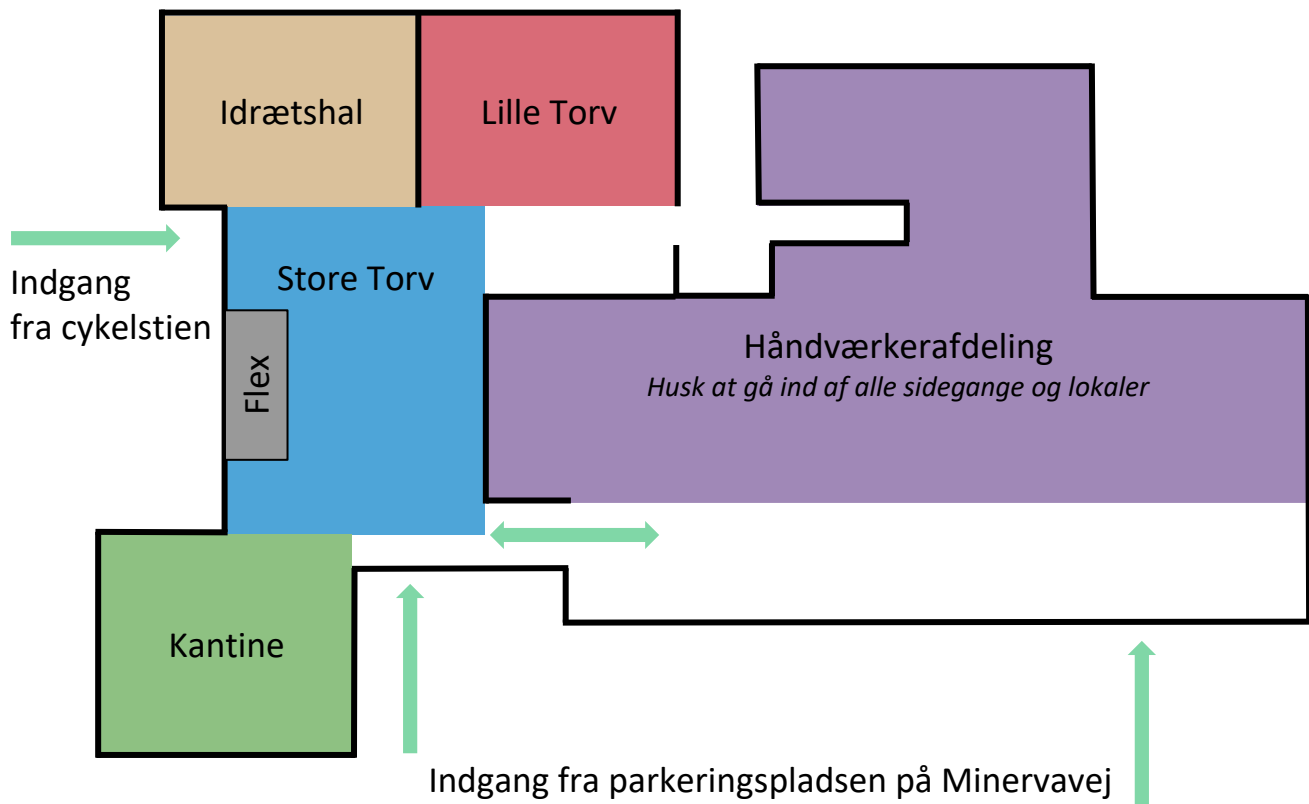 Idrætshal
Lille Torv
Indgang
fra cykelstien
Store Torv
Flex
Håndværkerafdeling
Husk at gå ind af alle sidegange og lokaler
Kantine
Indgang fra parkeringspladsen på Minervavej